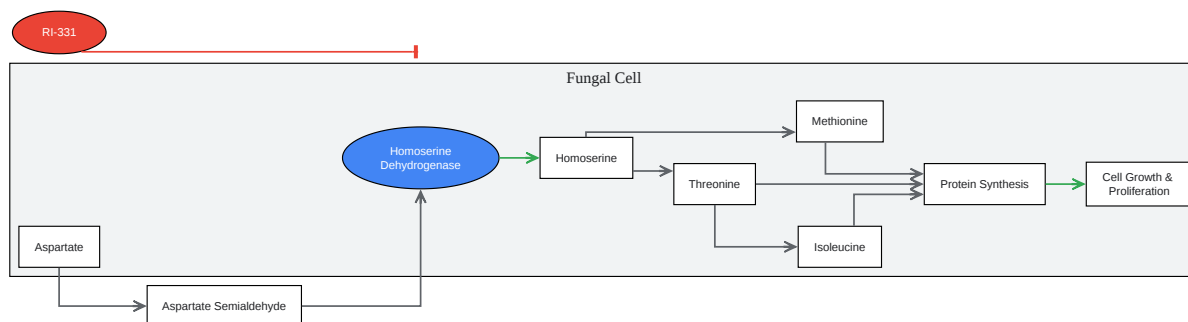 RI-331
Fungal Cell
Methionine
Homoserine
Dehydrogenase
Homoserine
Threonine
Protein Synthesis
Cell Growth &
Proliferation
Aspartate
Isoleucine
Aspartate Semialdehyde